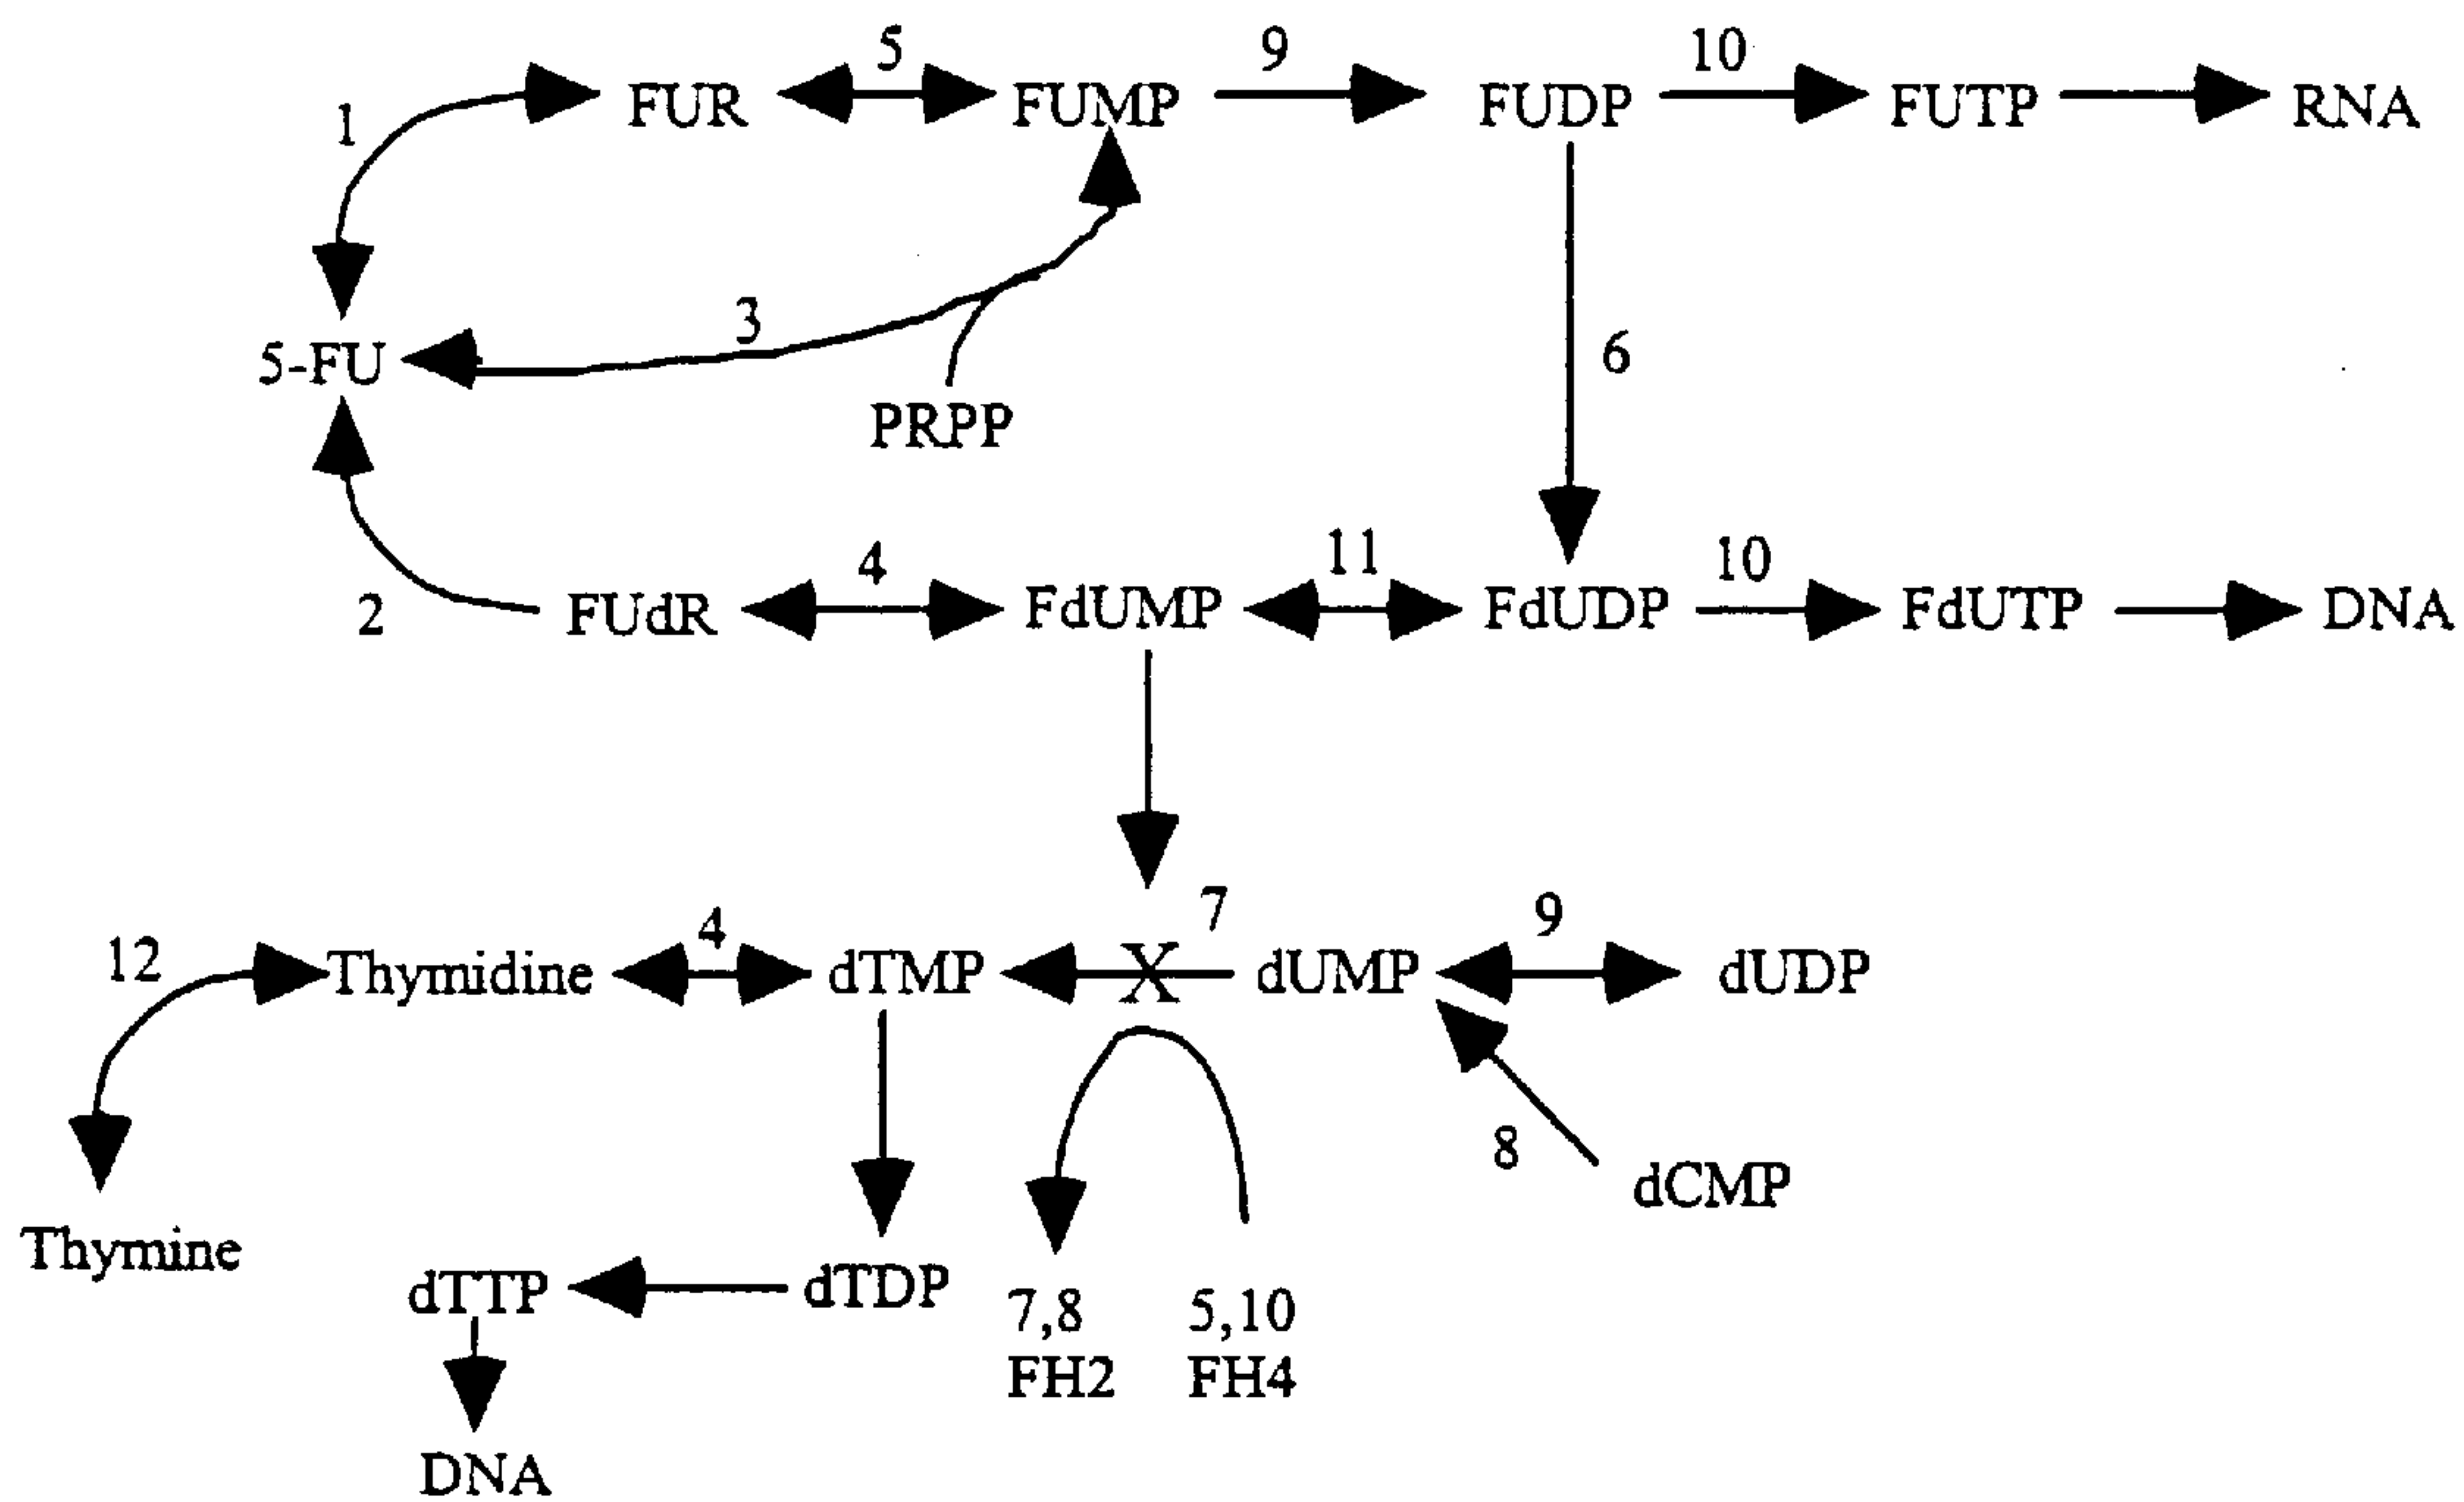 5 9 10
1 FUR FUMP FUDP FUTP RNA
3 6
5-FU
PRPP
4 11 10
2 FUdR FdUMP FdUDP FdUTP DNA
7
12 4 9
Thymidine dTMP X dUMP dUDP
8
dCMP
Thymine
dTTP dTDP 7,8 5,10
FH2 FH4
DNA